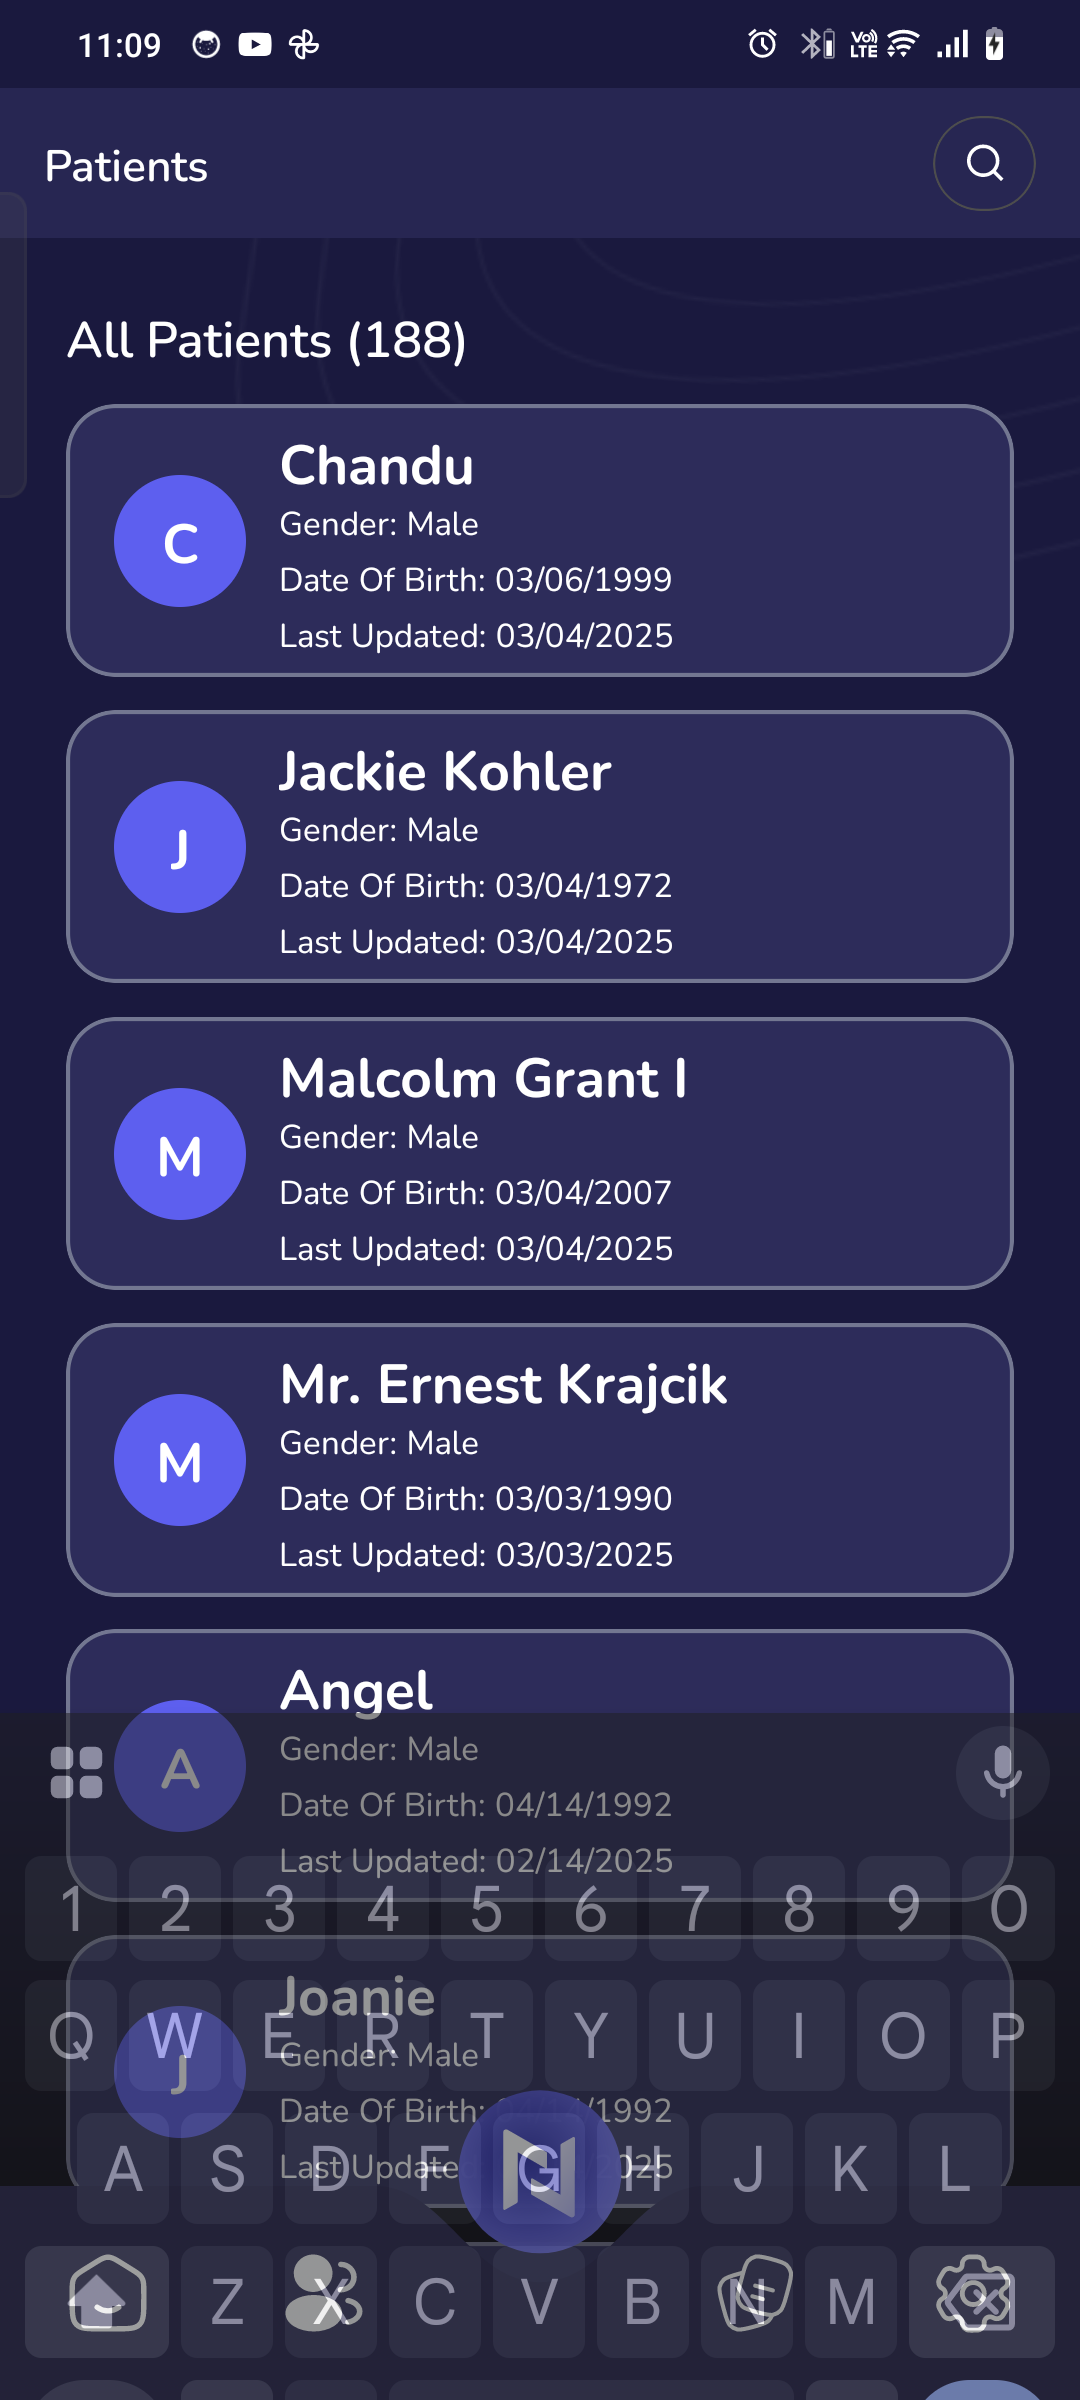 11:09
Vo)) LTE
Patients
All Patients (188)
C
Chandu
Gender: Male
Date Of Birth: 03/06/1999
Last Updated: 03/04/2025
J
Jackie Kohler
Gender: Male
Date Of Birth: 03/04/1972
Last Updated: 03/04/2025
M
Malcolm Grant I
Gender: Male
Date Of Birth: 03/04/2007
Last Updated: 03/04/2025
M
Mr. Ernest Krajcik
Gender: Male
Date Of Birth: 03/03/1990
Last Updated: 03/03/2025
A
Angel
Gender: Male
Date Of Birth: 04/14/1992
Last Updated: 02/14/2025
1 2 3 4 5 6 7 8 9 0
J
Joanie
Q W E R T Y U I O P
Gender: Male
Date Of Birth: /1992
A S D F G H J K L
Last Updated:
N
Z X C V B N M